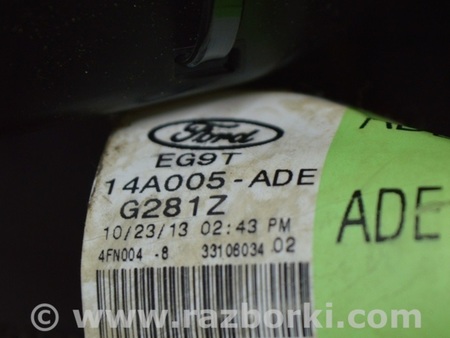 Ford
EG9T
14A005-ADE
G281Z
10/23/13 02:43 PM
4FN004 -8 33106034 02
ADE
© www.razborki.com